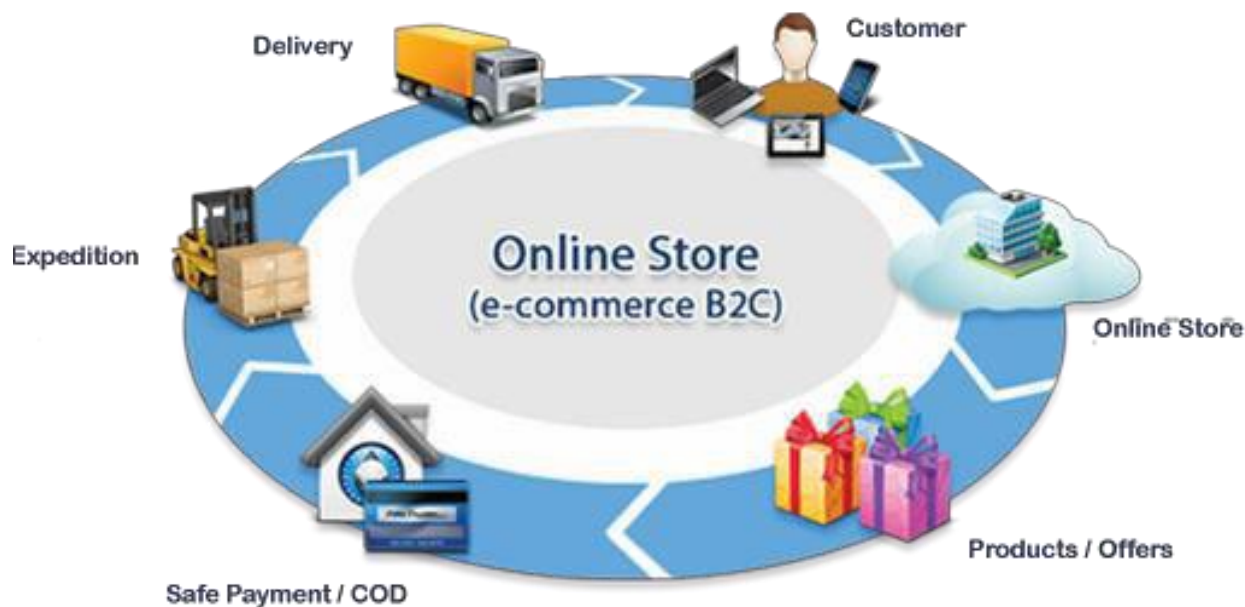 Delivery
Customer
Expedition
Online Store
(e-commerce B2C)
Online Store
Products / Offers
Safe Payment / COD